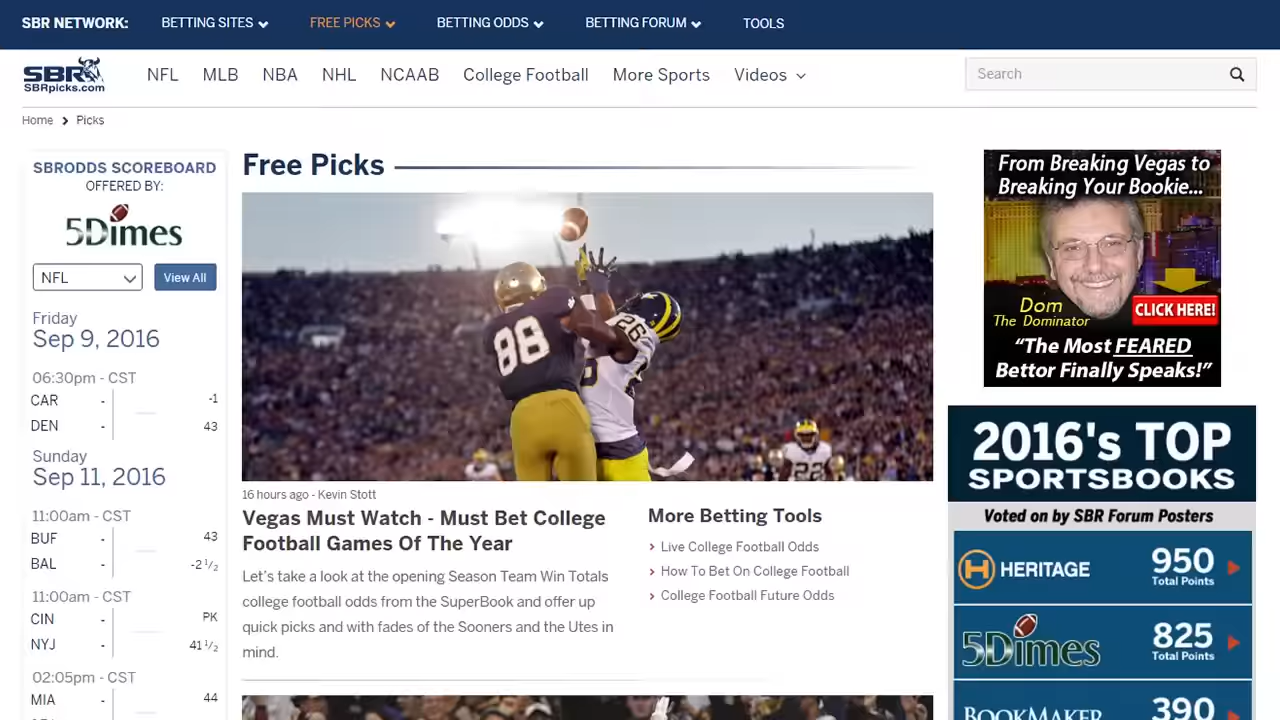 SBR NETWORK:
BETTING SITES
FREE PICKS
BETTING ODDS
BETTING FORUM
TOOLS
SBR
SBRpicks.com
NFL
MLB
NBA
NHL
NCAAB
College Football
More Sports
Videos
Search
Home
Picks
SBRODDS SCOREBOARD
OFFERED BY:
5Dimes
NFL
View All
Friday
Sep 9, 2016
06:30pm - CST
CAR - -1
DEN - 43
Sunday
Sep 11, 2016
11:00am - CST
BUF - 43
BAL - -2 1/2
11:00am - CST
CIN - PK
NYJ - 41 1/2
02:05pm - CST
MIA - 44
Free Picks
88
26
22
16 hours ago - Kevin Stott
Vegas Must Watch - Must Bet College
Football Games Of The Year
Let's take a look at the opening Season Team Win Totals
college football odds from the SuperBook and offer up
quick picks and with fades of the Sooners and the Utes in
mind.
More Betting Tools
Live College Football Odds
How To Bet On College Football
College Football Future Odds
From Breaking Vegas to
Breaking Your Bookie...
Dom
The Dominator
CLICK HERE!
“The Most FEARED
Bettor Finally Speaks!”
2016's TOP
SPORTSBOOKS
Voted on by SBR Forum Posters
H HERITAGE
950
Total Points
5Dimes
825
Total Points
BOOKMAKER
390